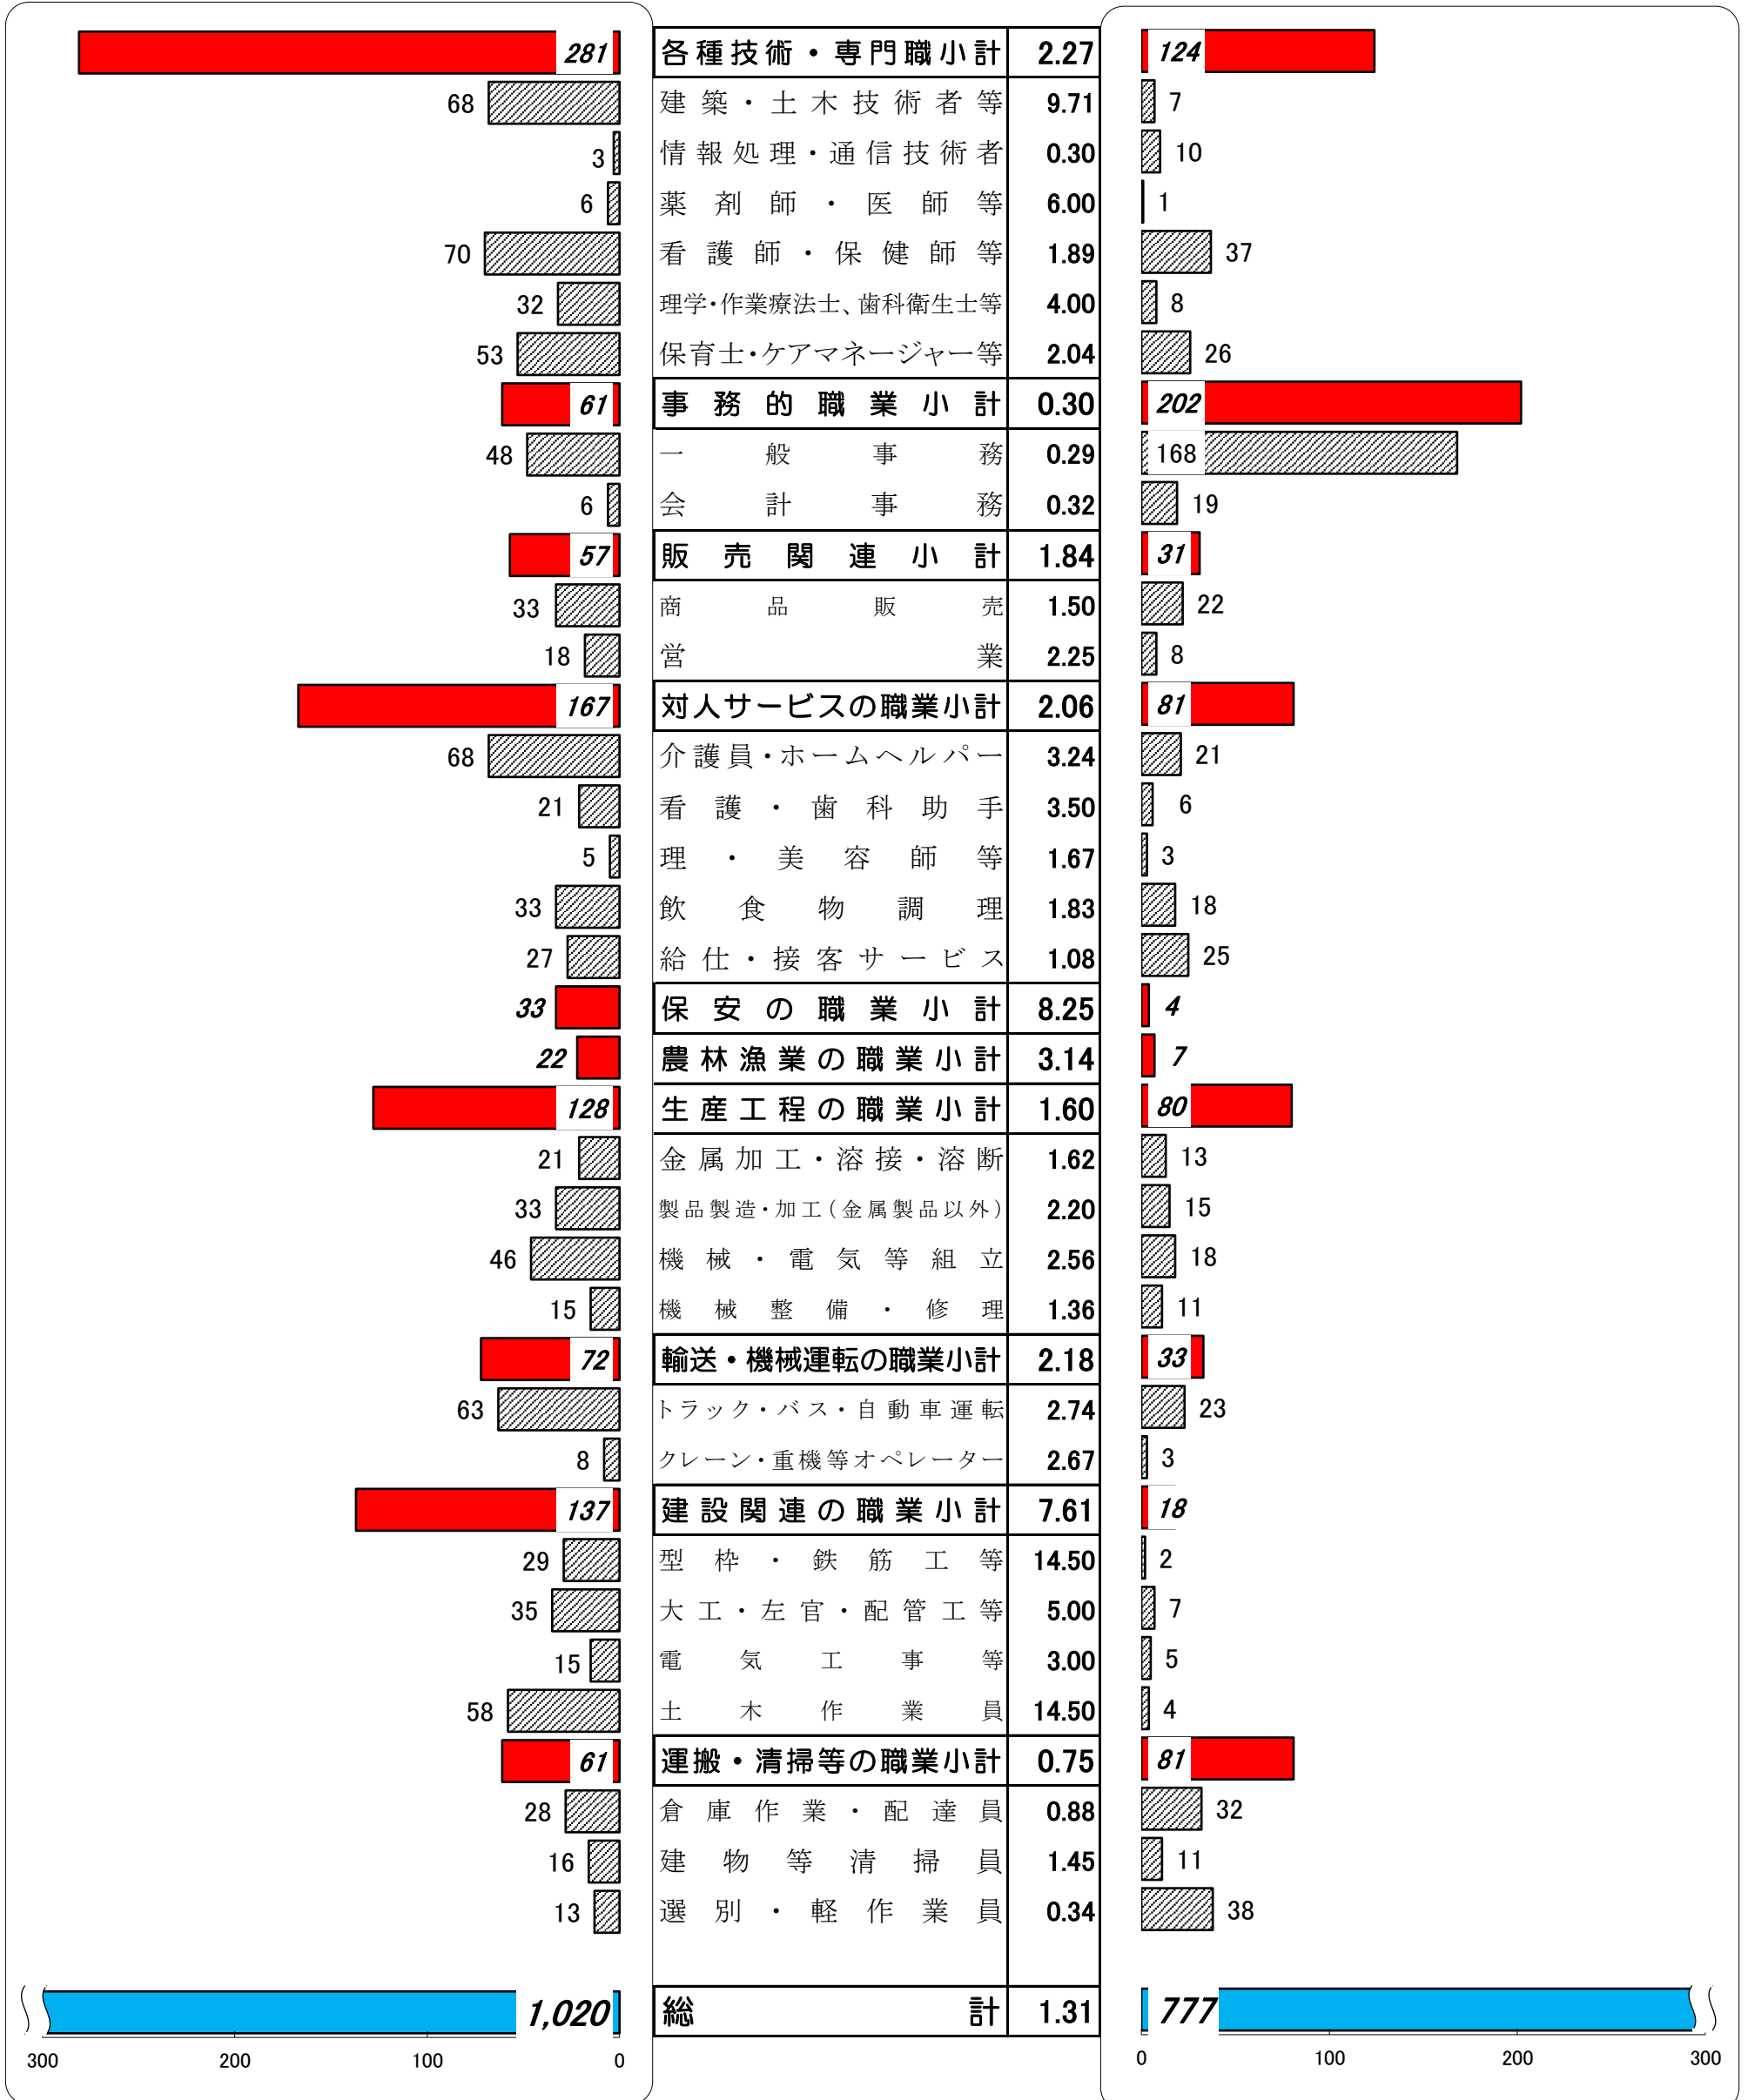 281 各種技術・専門職小計 2.27 124
68 建築・土木技術者等 9.71 7
3 情報処理・通信技術者 0.30 10
6 薬剤師・医師等 6.00 1
70 看護師・保健師等 1.89 37
32 理学・作業療法士、歯科衛生士等 4.00 8
53 保育士・ケアマネージャー等 2.04 26
61 事務的職業小計 0.30 202
48 一般事務 0.29 168
6 会計事務 0.32 19
57 販売関連小計 1.84 31
33 商品販売 1.50 22
18 営業 2.25 8
167 対人サービスの職業小計 2.06 81
68 介護員・ホームヘルパー 3.24 21
21 看護・歯科助手 3.50 6
5 理・美容師等 1.67 3
33 飲食物調理 1.83 18
27 給仕・接客サービス 1.08 25
33 保安の職業小計 8.25 4
22 農林漁業の職業小計 3.14 7
128 生産工程の職業小計 1.60 80
21 金属加工・溶接・溶断 1.62 13
33 製品製造・加工(金属製品以外) 2.20 15
46 機械・電気等組立 2.56 18
15 機械整備・修理 1.36 11
72 輸送・機械運転の職業小計 2.18 33
63 トラック・バス・自動車運転 2.74 23
8 クレーン・重機等オペレーター 2.67 3
137 建設関連の職業小計 7.61 18
29 型枠・鉄筋工等 14.50 2
35 大工・左官・配管工等 5.00 7
15 電気工事等 3.00 5
58 土木作業員 14.50 4
61 運搬・清掃等の職業小計 0.75 81
28 倉庫作業・配達員 0.88 32
16 建物等清掃員 1.45 11
13 選別・軽作業員 0.34 38
1,020 総計 1.31 777
300 200 100 0 0 100 200 300